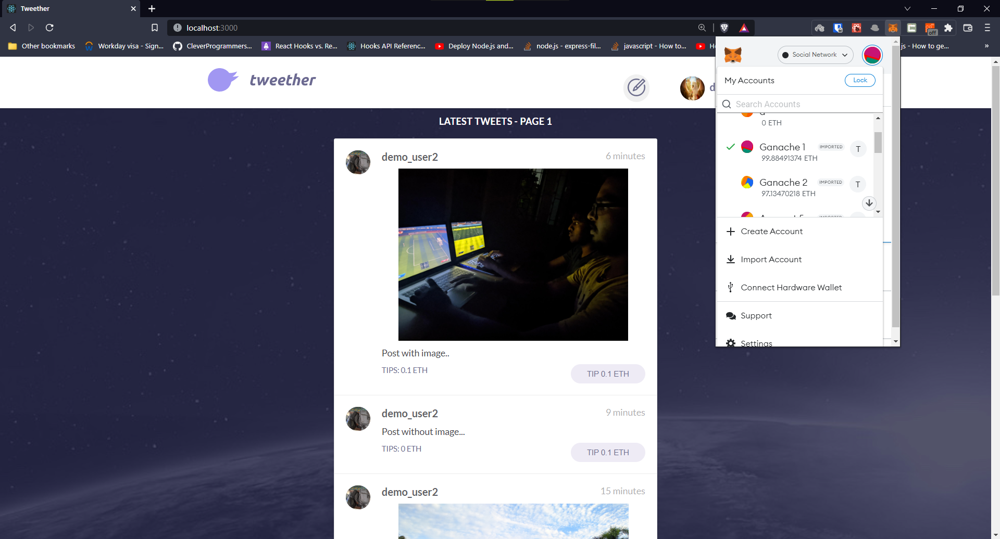 Tweether
localhost:3000
off
Other bookmarks
Workday visa - Sign...
CleverProgrammers...
React Hooks vs. Re...
Hooks API Referenc...
Deploy Node.js and...
node.js - express-fil...
javascript - How to...
js - How to ge...
»
tweether
Social Network
My Accounts
Lock
Search Accounts
0 ETH
Ganache 1
IMPORTED
T
99.88491374 ETH
Ganache 2
IMPORTED
T
97.13470218 ETH
Create Account
Import Account
Connect Hardware Wallet
Support
Settings
LATEST TWEETS - PAGE 1
demo_user2
6 minutes
Post with image..
TIPS: 0.1 ETH
TIP 0.1 ETH
demo_user2
9 minutes
Post without image...
TIPS: 0 ETH
TIP 0.1 ETH
demo_user2
15 minutes